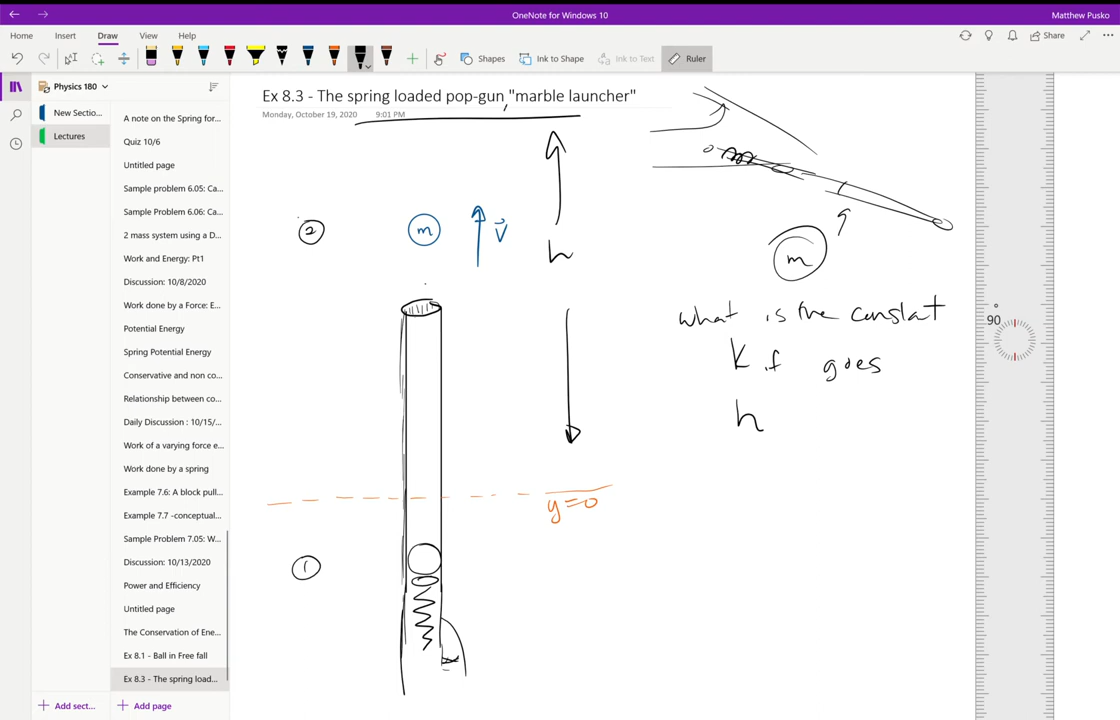 OneNote for Windows 10
Matthew Pusko
Home Insert Draw View Help
Shapes
Ink to Shape
Ink to Text
Ruler
Share
Physics 180
New Sectio...
Lectures
A note on the Spring for...
Quiz 10/6
Untitled page
Sample problem 6.05: Ca...
Sample Problem 6.06: Ca...
2 mass system using a D...
Work and Energy: Pt1
Discussion: 10/8/2020
Work done by a Force: E...
Potential Energy
Spring Potential Energy
Conservative and non co...
Relationship between co...
Daily Discussion : 10/15/...
Work of a varying force e...
Work done by a spring
Example 7.6: A block pull...
Example 7.7 -conceptual...
Sample Problem 7.05: W...
Discussion: 10/13/2020
Power and Efficiency
Untitled page
The Conservation of Ene...
Ex 8.1 - Ball in Free fall
Ex 8.3 - The spring load...
Add sect...
Add page
Ex 8.3 - The spring loaded pop-gun, "marble launcher"
Monday, October 19, 2020 9:01 PM
2
m
v
h
y=0
1
m
what is the constat
k if goes
h
90°